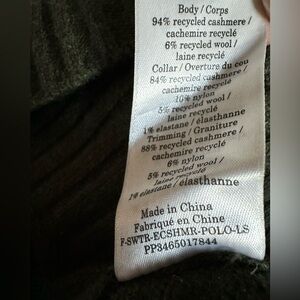 Body / Corps
94% recycled cashmere /
cachemire recyclé
6% recycled wool /
laine recyclé
Collar / Overture du cou
84% recycled cashmere /
cachemire recyclé
10% nylon
5% recycled wool /
laine recyclé
1% elastane / élasthanne
Trimming / Graniture
88% recycled cashmere /
cachemire recyclé
6% nylon
5% recycled wool /
laine recyclé
1% elastane / élasthanne
Made in China
Fabriqué en Chine
F-SWTR-ECSHMR-POLO-LS
PP3465017844